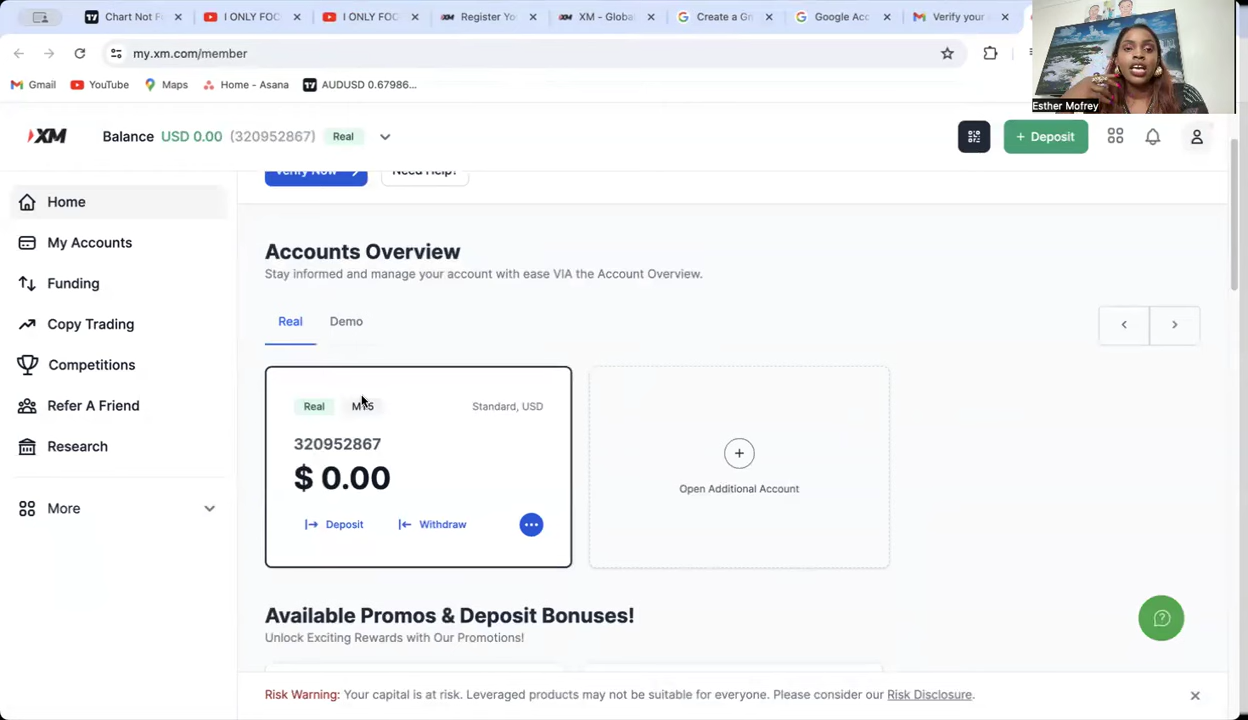 Chart Not F
I ONLY FOC
I ONLY FOC
Register Yo
XM - Globa
Create a Gr
Google Acc
Verify your
my.xm.com/member
Gmail
YouTube
Maps
Home - Asana
AUDUSD 0.67986...
Esther Mofrey
XM
Balance USD 0.00 (320952867) Real
+ Deposit
Verify Now
Need Help?
Home
My Accounts
Funding
Copy Trading
Competitions
Refer A Friend
Research
More
Accounts Overview
Stay informed and manage your account with ease VIA the Account Overview.
Real
Demo
Real
MT5
Standard, USD
320952867
$ 0.00
Deposit
Withdraw
Open Additional Account
Available Promos & Deposit Bonuses!
Unlock Exciting Rewards with Our Promotions!
Risk Warning: Your capital is at risk. Leveraged products may not be suitable for everyone. Please consider our Risk Disclosure.